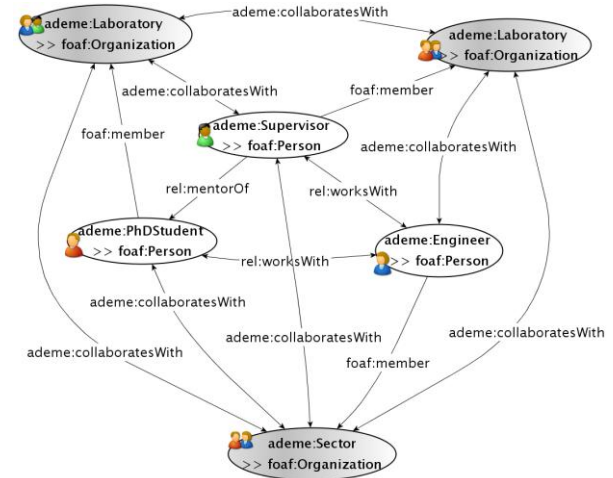 ademe:collaboratesWith
ademe:Laboratory
>> foaf:Organization
ademe:Laboratory
>> foaf:Organization
ademe:collaboratesWith
foaf:member
foaf:member
ademe:Supervisor
>> foaf:Person
ademe:collaboratesWith
rel:mentorOf
rel:worksWith
ademe:PhDStudent
>> foaf:Person
ademe:Engineer
>> foaf:Person
rel:worksWith
ademe:collaboratesWith
ademe:collaboratesWith
ademe:collaboratesWith
ademe:collaboratesWith
foaf:member
ademe:Sector
>> foaf:Organization